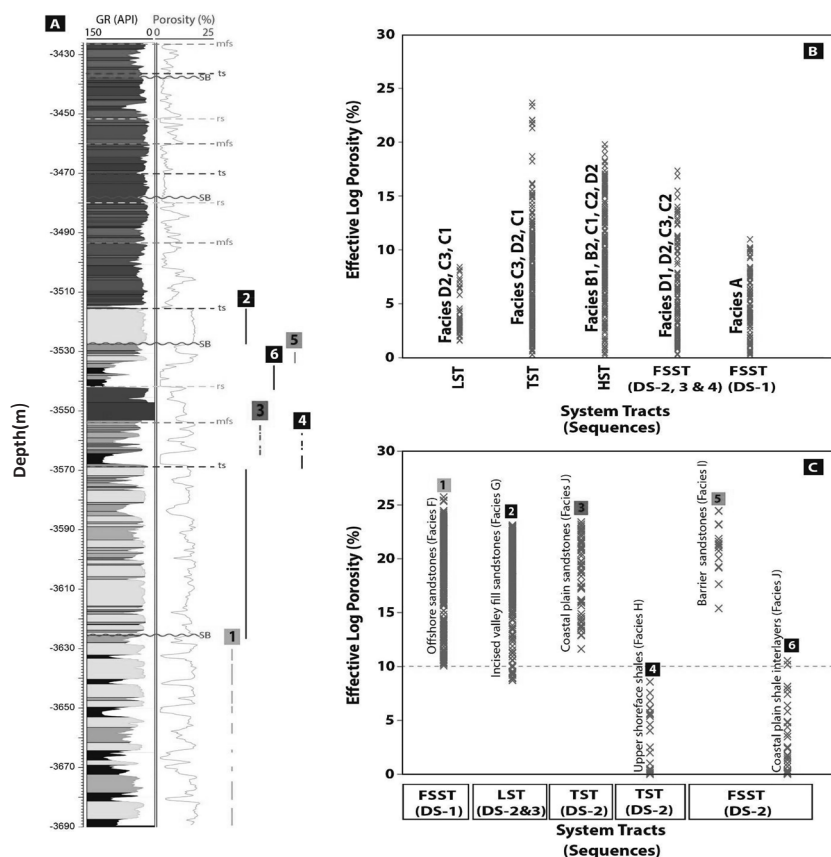 A
GR (API)
Porosity (%)
150
0
0
25
Depth(m)
-3430
-3450
-3470
-3490
-3510
-3530
-3550
-3570
-3590
-3610
-3630
-3650
-3670
-3690
mfs
ts
SB
rs
mfs
ts
SB
rs
mfs
ts
SB
rs
mfs
ts
SB
2
5
6
3
4
1
B
Effective Log Porosity (%)
30
25
20
15
10
5
0
Facies D2, C3, C1
Facies C3, D2, C1
Facies B1, B2, C1, C2, D2
Facies D1, D2, C3, C2
Facies A
LST
TST
HST
FSST
(DS-2, 3 & 4)
FSST
(DS-1)
System Tracts
(Sequences)
C
Effective Log Porosity (%)
30
25
20
15
10
5
0
1
Offshore sandstones (Facies F)
2
Incised valley fill sandstones (Facies G)
3
Coastal plain sandstones (Facies J)
4
Upper shoreface shales (Facies H)
5
Barrier sandstones (Facies I)
6
Coastal plain shale interlayers (Facies J)
FSST
(DS-1)
LST
(DS-2&3)
TST
(DS-2)
TST
(DS-2)
FSST
(DS-2)
System Tracts
(Sequences)